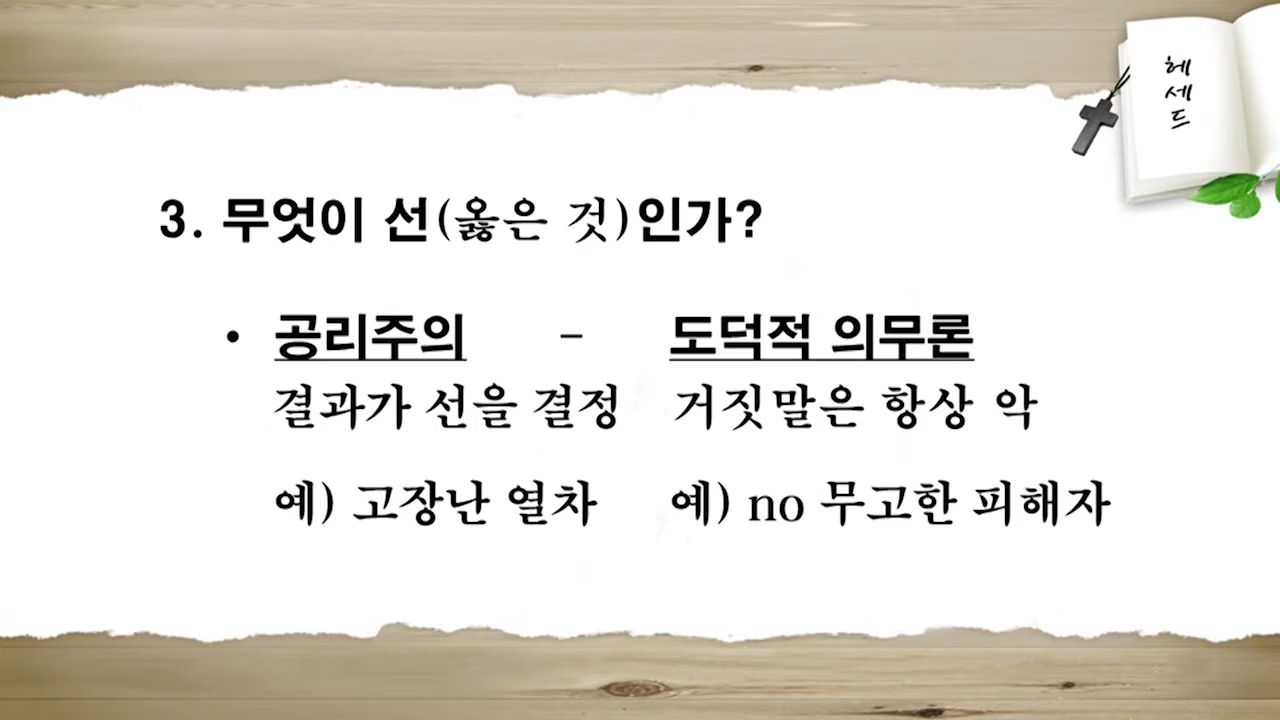 헤
세
드
3. 무엇이 선(옳은 것)인가?
• 공리주의 - 도덕적 의무론
결과가 선을 결정 거짓말은 항상 악
예) 고장난 열차 예) no 무고한 피해자